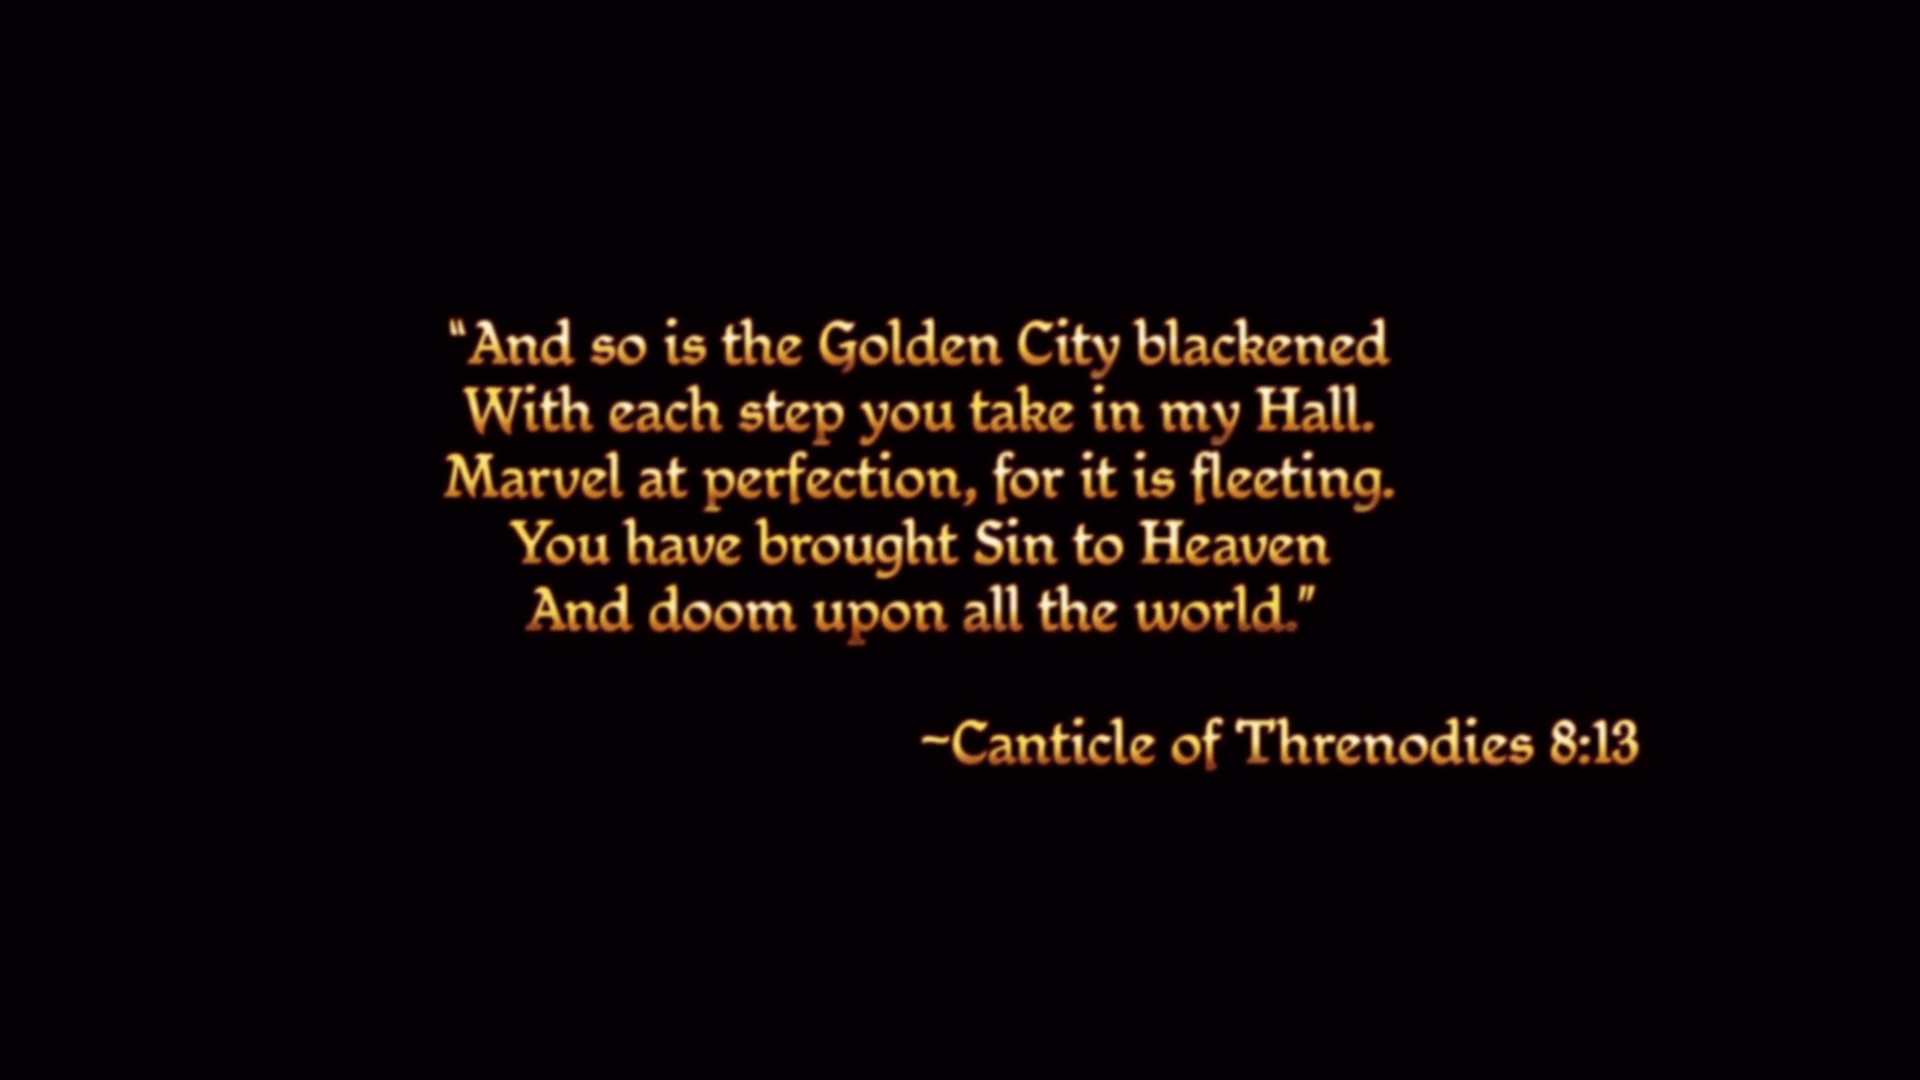 “And so is the Golden City blackened
With each step you take in my Hall.
Marvel at perfection, for it is fleeting.
You have brought Sin to Heaven
And doom upon all the world.”
~Canticle of Threnodies 8:13